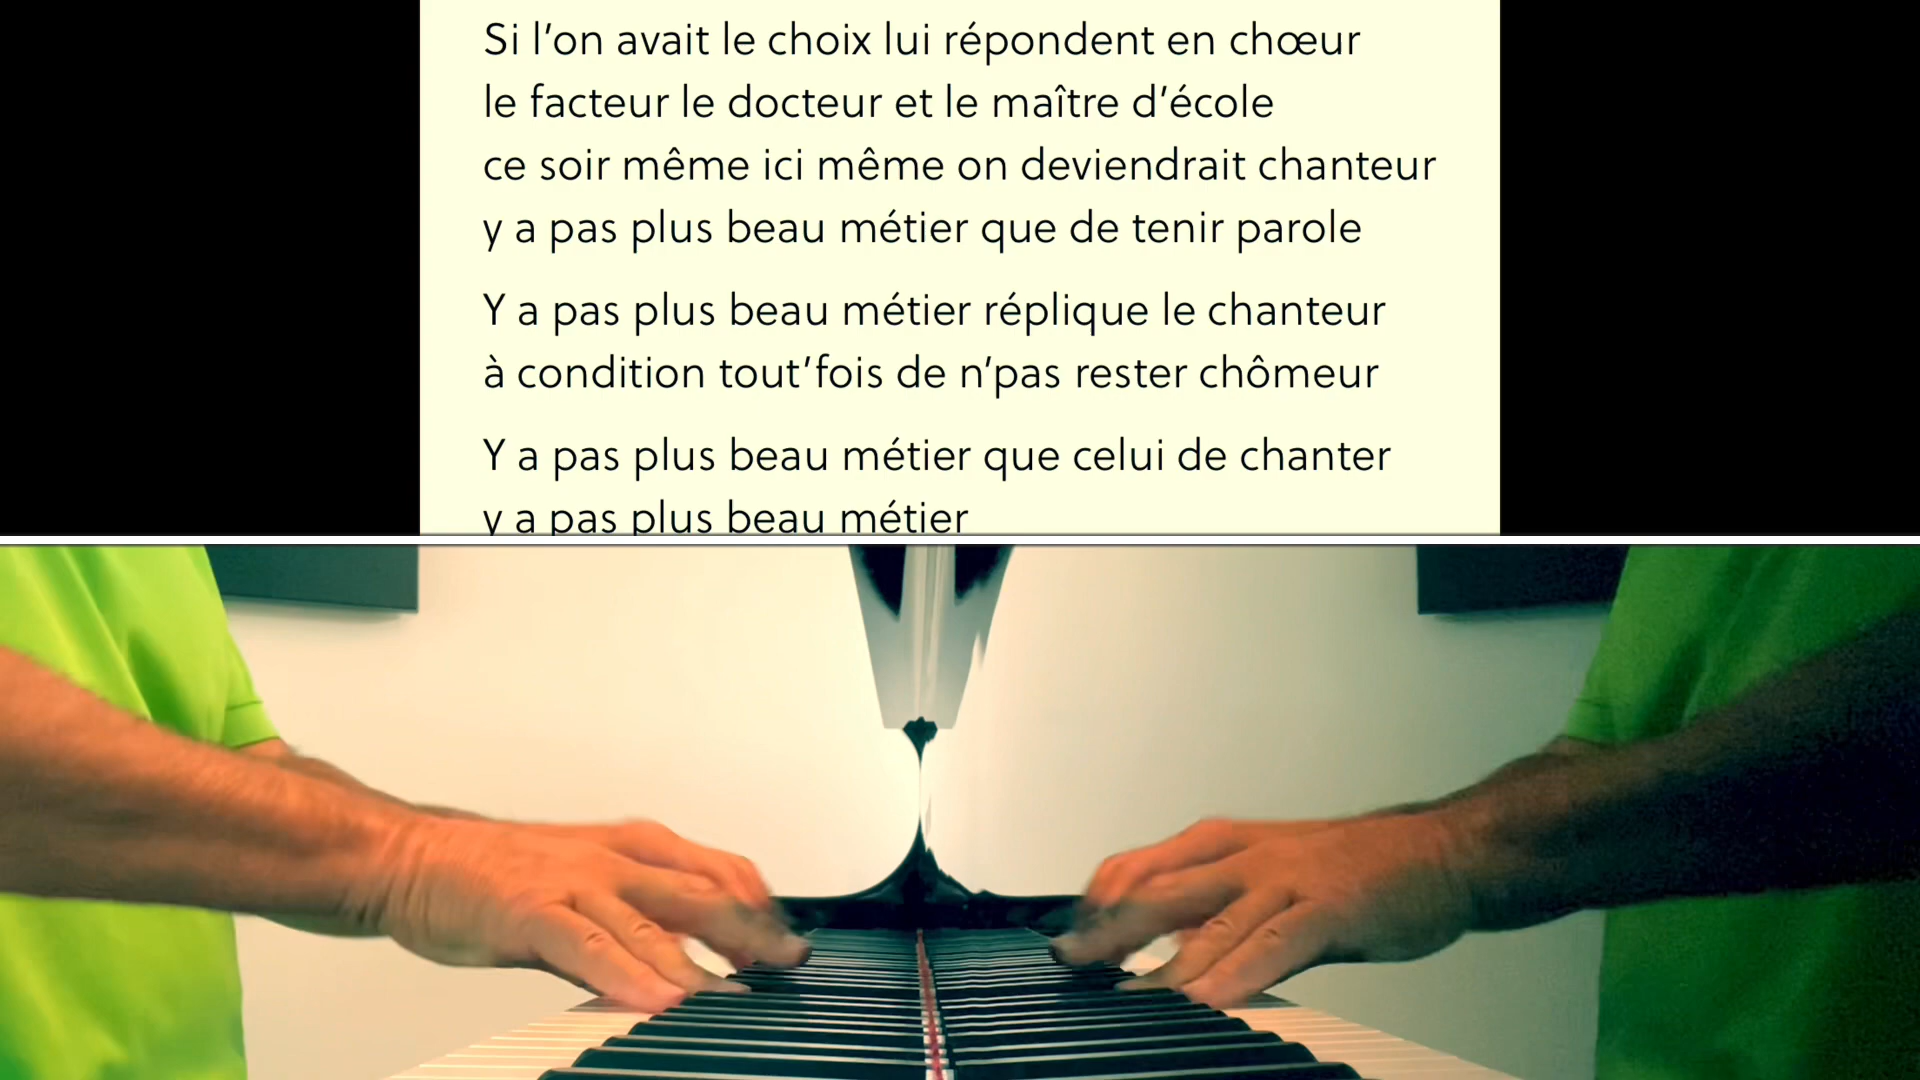 Si l’on avait le choix lui répondent en chœur
le facteur le docteur et le maître d’école
ce soir même ici même on deviendrait chanteur
y a pas plus beau métier que de tenir parole
Y a pas plus beau métier réplique le chanteur
à condition tout’fois de n’pas rester chômeur
Y a pas plus beau métier que celui de chanter
y a pas plus beau métier